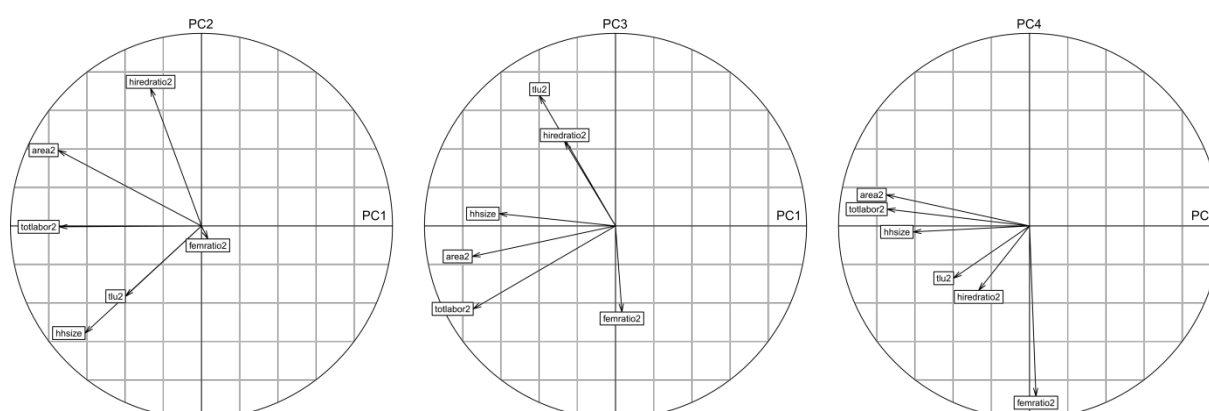 PC2
hiredratio2
area2
PC1
totlabor2
femratio2
tlu2
hhsize
PC3
tlu2
hiredratio2
hhsize
PC1
area2
totlabor2
femratio2
PC4
area2
totlabor2
PC
hhsize
tlu2
hiredratio2
femratio2